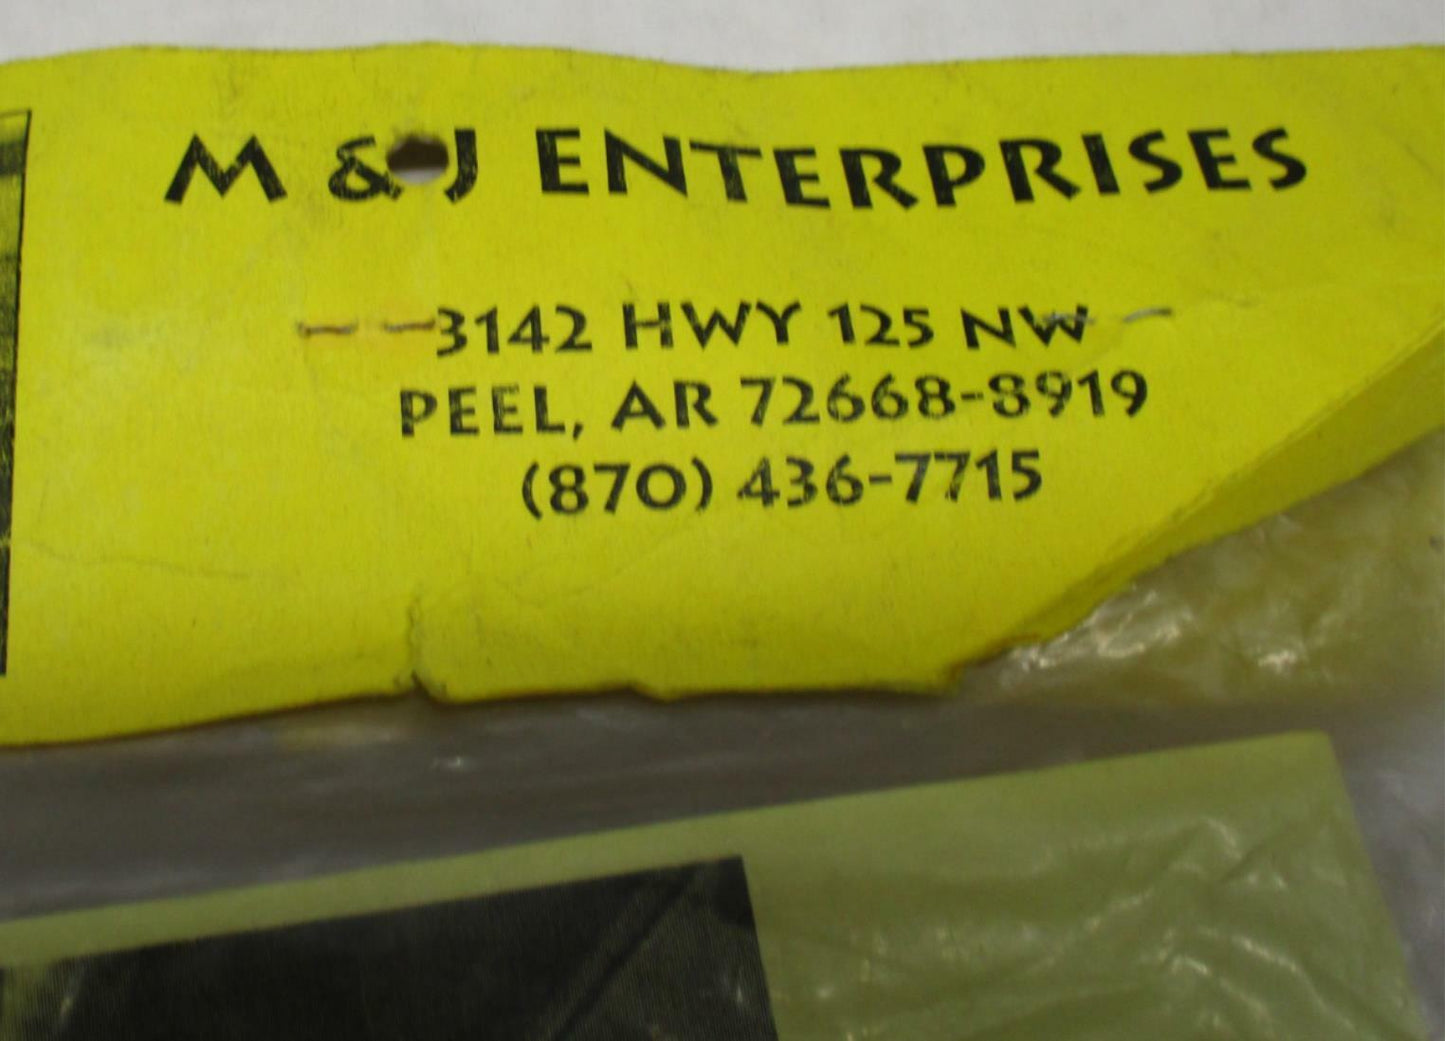 M & J ENTERPRISES
3142 HWY 125 NW
PEEL, AR 72668-8919
(870) 436-7715